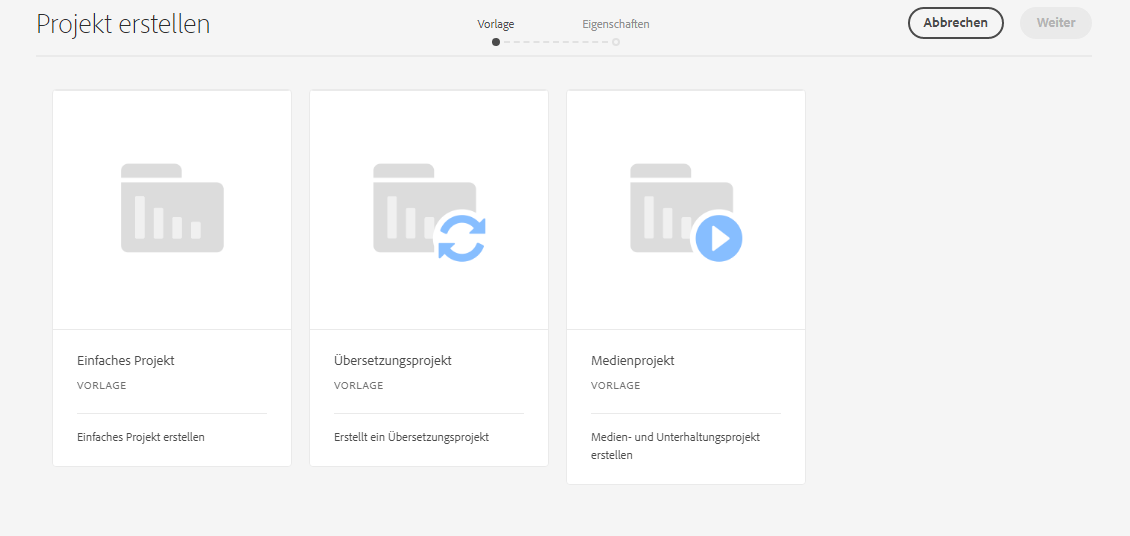 Projekt erstellen
Vorlage
Eigenschaften
Abbrechen
Weiter
Einfaches Projekt
VORLAGE
Einfaches Projekt erstellen
Übersetzungsprojekt
VORLAGE
Erstellt ein Übersetzungsprojekt
Medienprojekt
VORLAGE
Medien- und Unterhaltungsprojekt
erstellen